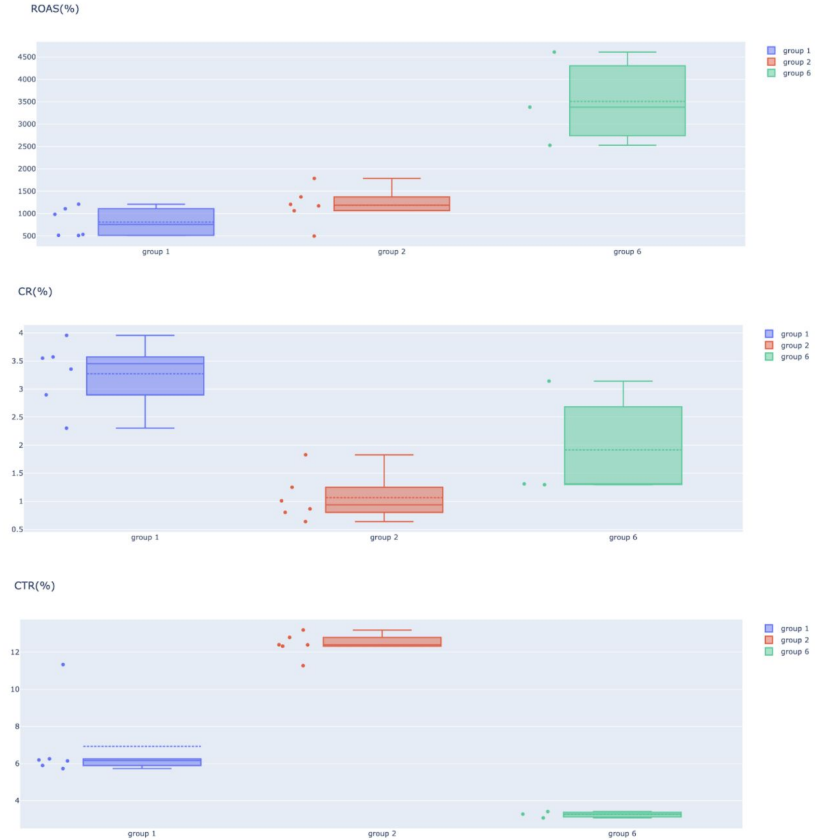 ROAS(%)
4500
4000
3500
3000
2500
2000
1500
1000
500
group 1
group 2
group 6
group 1
group 2
group 6
CR(%)
4
3.5
3
2.5
2
1.5
1
0.5
group 1
group 2
group 6
group 1
group 2
group 6
CTR(%)
12
10
8
6
4
group 1
group 2
group 6
group 1
group 2
group 6